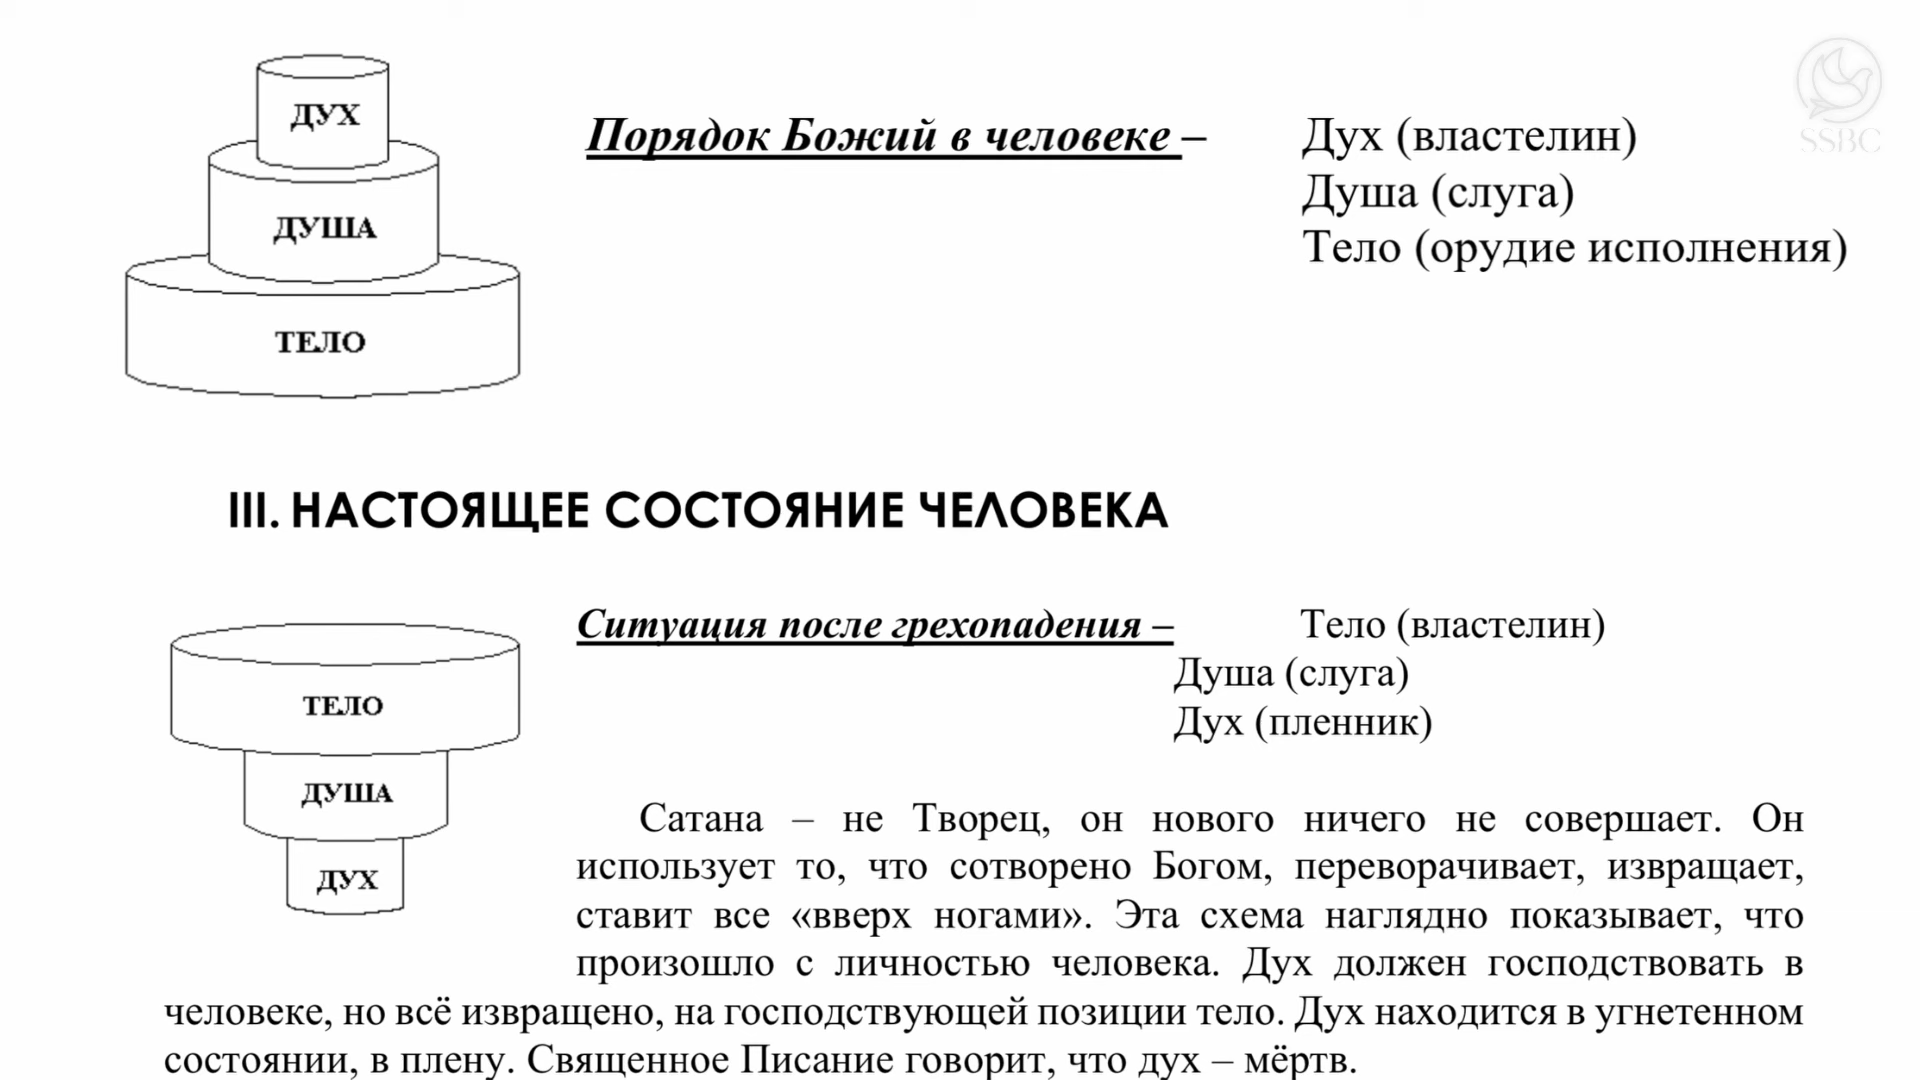 ДУХ
ДУША
ТЕЛО
Порядок Божий в человеке –
Дух (властелин)
Душа (слуга)
Тело (орудие исполнения)
SSBC
III. НАСТОЯЩЕЕ СОСТОЯНИЕ ЧЕЛОВЕКА
ТЕЛО
ДУША
ДУХ
Ситуация после грехопадения –
Тело (властелин)
Душа (слуга)
Дух (пленник)
Сатана – не Творец, он нового ничего не совершает. Он
использует то, что сотворено Богом, переворачивает, извращает,
ставит все «вверх ногами». Эта схема наглядно показывает, что
произошло с личностью человека. Дух должен господствовать в
человеке, но всё извращено, на господствующей позиции тело. Дух находится в угнетенном
состоянии, в плену. Священное Писание говорит, что дух – мёртв.